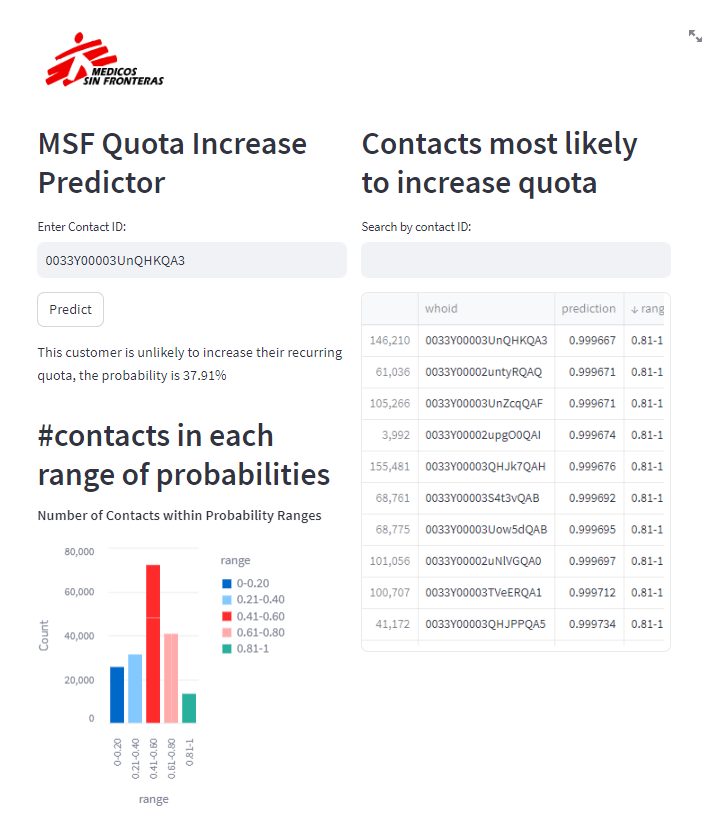 MEDICOS
SIN FRONTERAS
MSF Quota Increase
Predictor
Enter Contact ID:
0033Y00003UnQHKQA3
Predict
This customer is unlikely to increase their recurring
quota, the probability is 37.91%
#contacts in each
range of probabilities
Number of Contacts within Probability Ranges
80,000
60,000
40,000
20,000
0
Count
0-0.20
0.21-0.40
0.41-0.60
0.61-0.80
0.81-1
range
range
0-0.20
0.21-0.40
0.41-0.60
0.61-0.80
0.81-1
Contacts most likely
to increase quota
Search by contact ID:
whoid prediction ↓ rang
146,210 0033Y00003UnQHKQA3 0.999667 0.81-1
61,036 0033Y00002untyRQAQ 0.999671 0.81-1
105,266 0033Y00003UnZcqQAF 0.999671 0.81-1
3,992 0033Y00002upgO0QAI 0.999674 0.81-1
155,481 0033Y00003QHJk7QAH 0.999676 0.81-1
68,761 0033Y00003S4t3vQAB 0.999692 0.81-1
68,775 0033Y00003Uow5dQAB 0.999695 0.81-1
101,056 0033Y00002uNlVGQA0 0.999697 0.81-1
100,707 0033Y00003TVeERQA1 0.999712 0.81-1
41,172 0033Y00003QHJPPQA5 0.999734 0.81-1